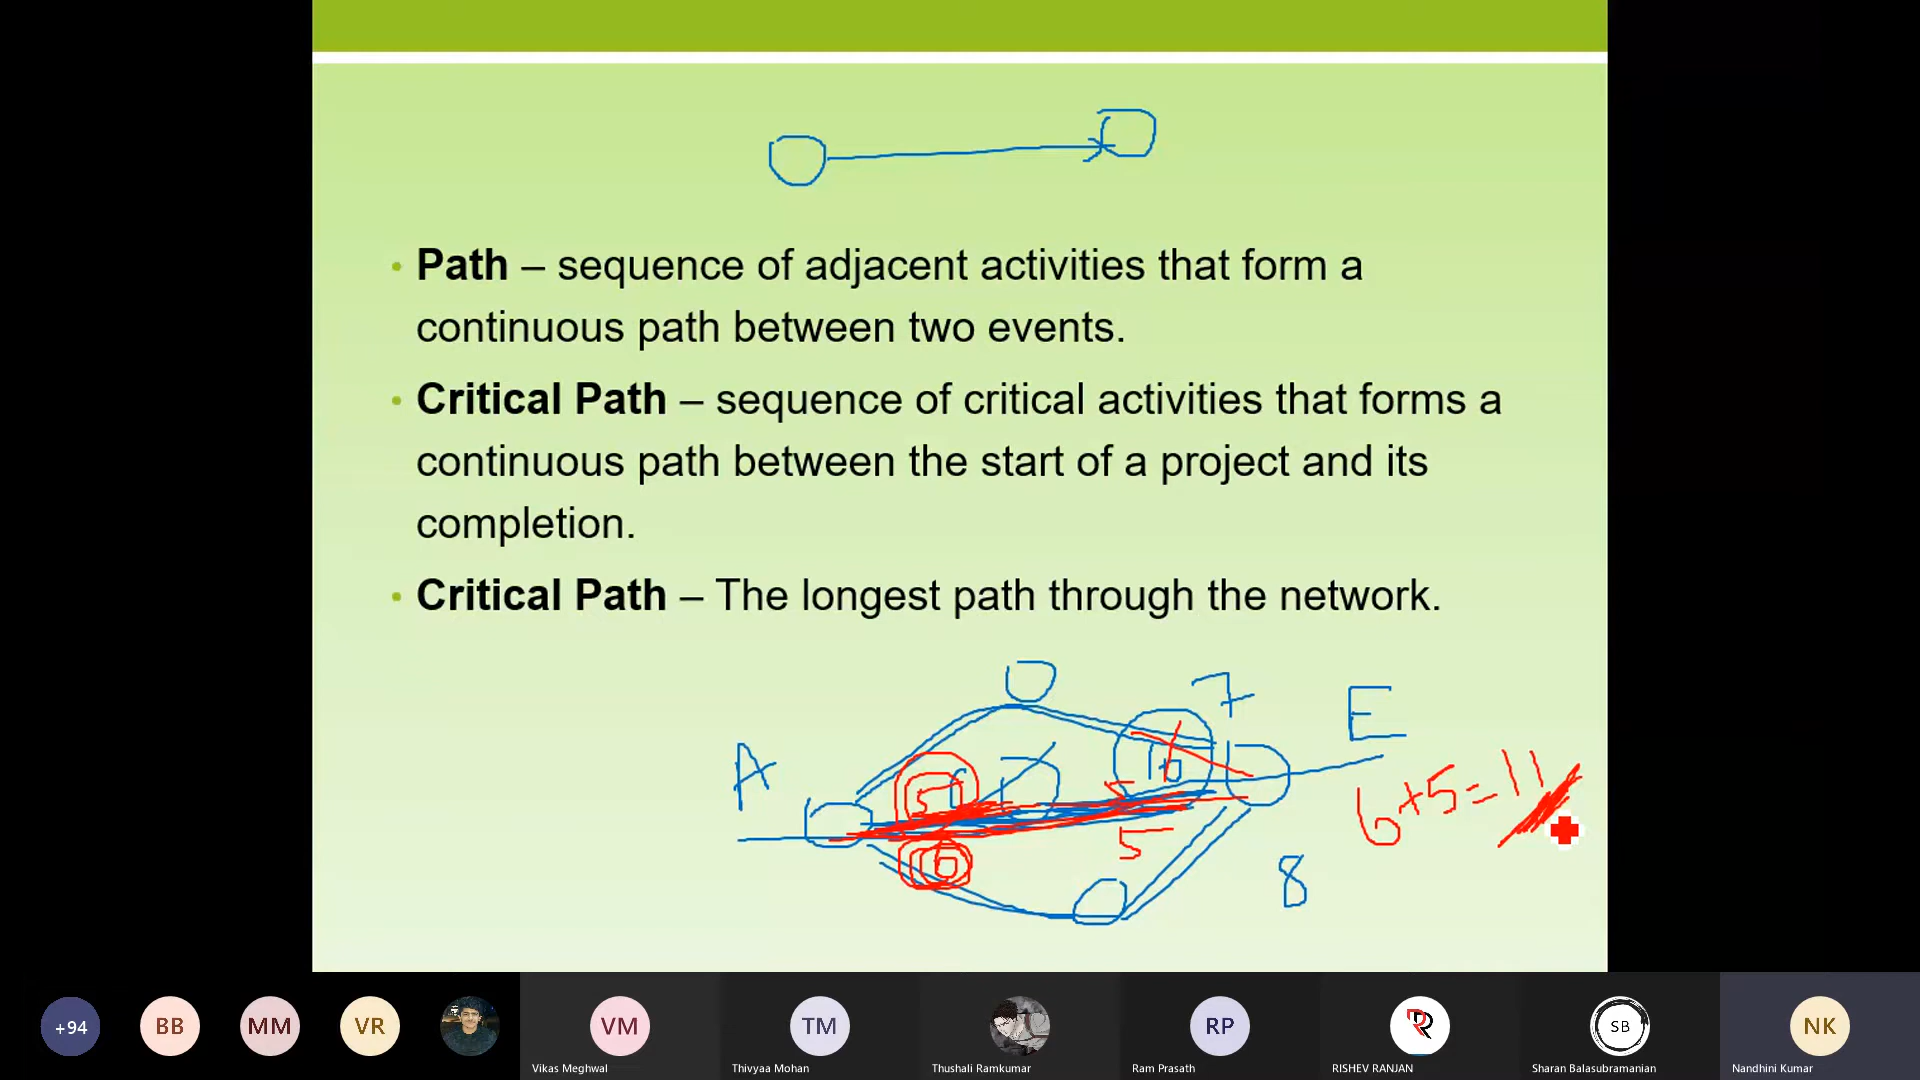 • Path – sequence of adjacent activities that form a
continuous path between two events.
• Critical Path – sequence of critical activities that forms a
continuous path between the start of a project and its
completion.
• Critical Path – The longest path through the network.
7
E
A
5
6+5=11
5
6
8
+94
BB
MM
VR
VM
TM
RP
SB
NK
Vikas Meghwal
Thivyaa Mohan
Thushali Ramkumar
Ram Prasath
RISHEV RANJAN
Sharan Balasubramanian
Nandhini Kumar